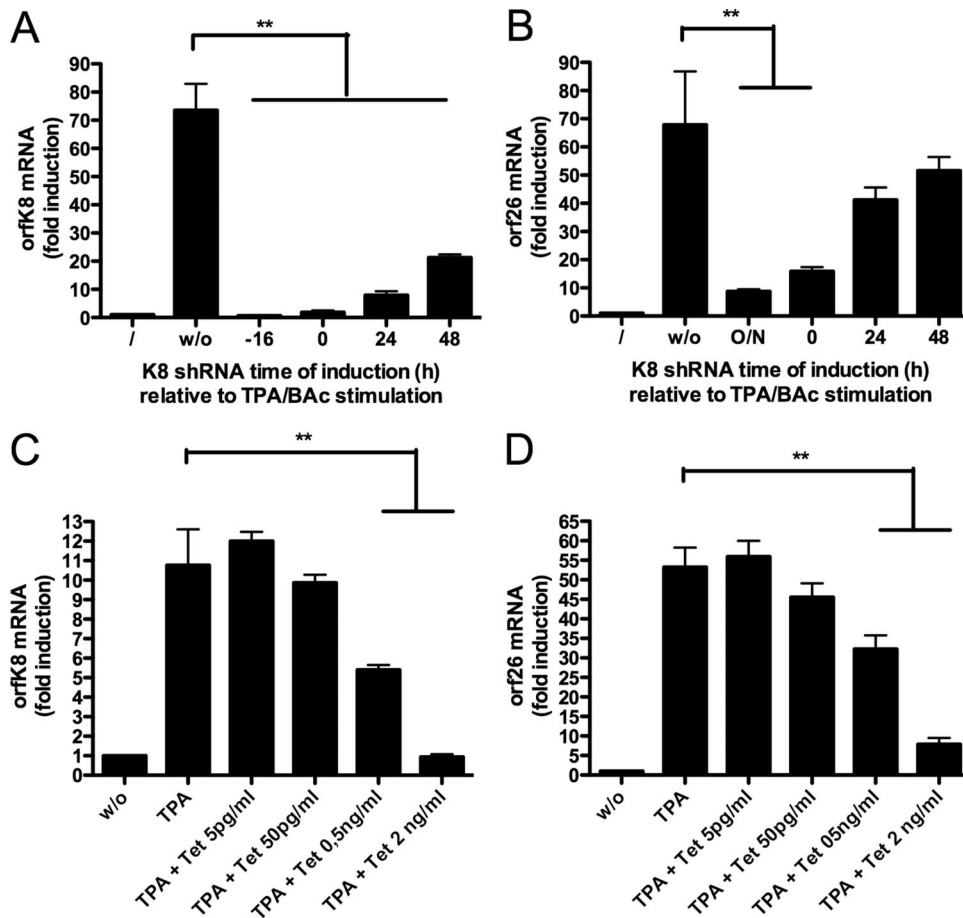 A
**
orfK8 mRNA
(fold induction)
90
80
70
60
50
40
30
20
10
0
/ w/o -16 0 24 48
K8 shRNA time of induction (h)
relative to TPA/BAc stimulation
B
**
orf26 mRNA
(fold induction)
90
80
70
60
50
40
30
20
10
0
/ w/o O/N 0 24 48
K8 shRNA time of induction (h)
relative to TPA/BAc stimulation
C
**
orfK8 mRNA
(fold induction)
13
12
11
10
9
8
7
6
5
4
3
2
1
0
w/o
TPA
TPA + Tet 5pg/ml
TPA + Tet 50pg/ml
TPA + Tet 0,5ng/ml
TPA + Tet 2 ng/ml
D
**
orf26 mRNA
(fold induction)
65
60
55
50
45
40
35
30
25
20
15
10
5
0
w/o
TPA
TPA + Tet 5pg/ml
TPA + Tet 50pg/ml
TPA + Tet 05ng/ml
TPA + Tet 2 ng/ml